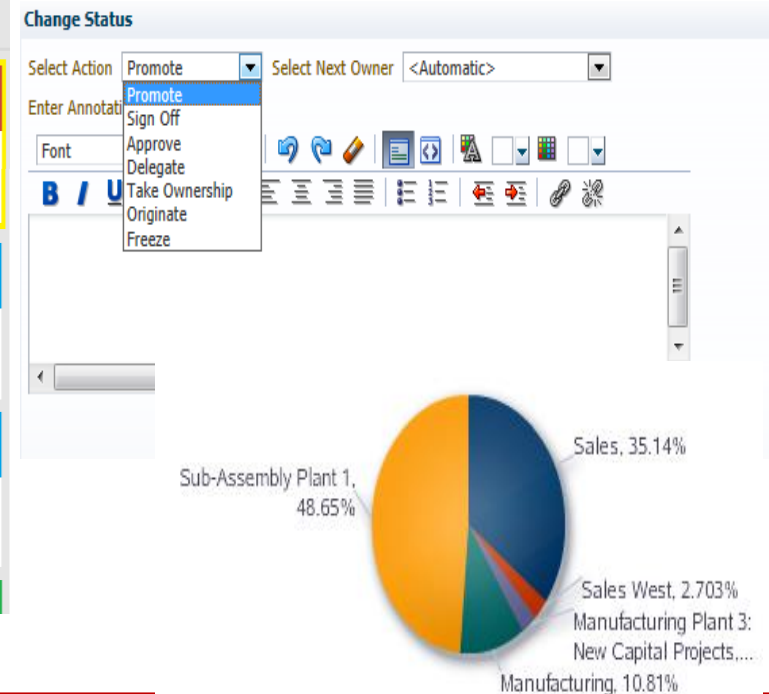 Change Status
Select Action Promote Select Next Owner <Automatic>
Enter Annotati
Promote
Sign Off
Approve
Delegate
Take Ownership
Originate
Freeze
Font
B I U
Sales, 35.14%
Sub-Assembly Plant 1,
48.65%
Sales West, 2.703%
Manufacturing Plant 3:
New Capital Projects,...
Manufacturing, 10.81%